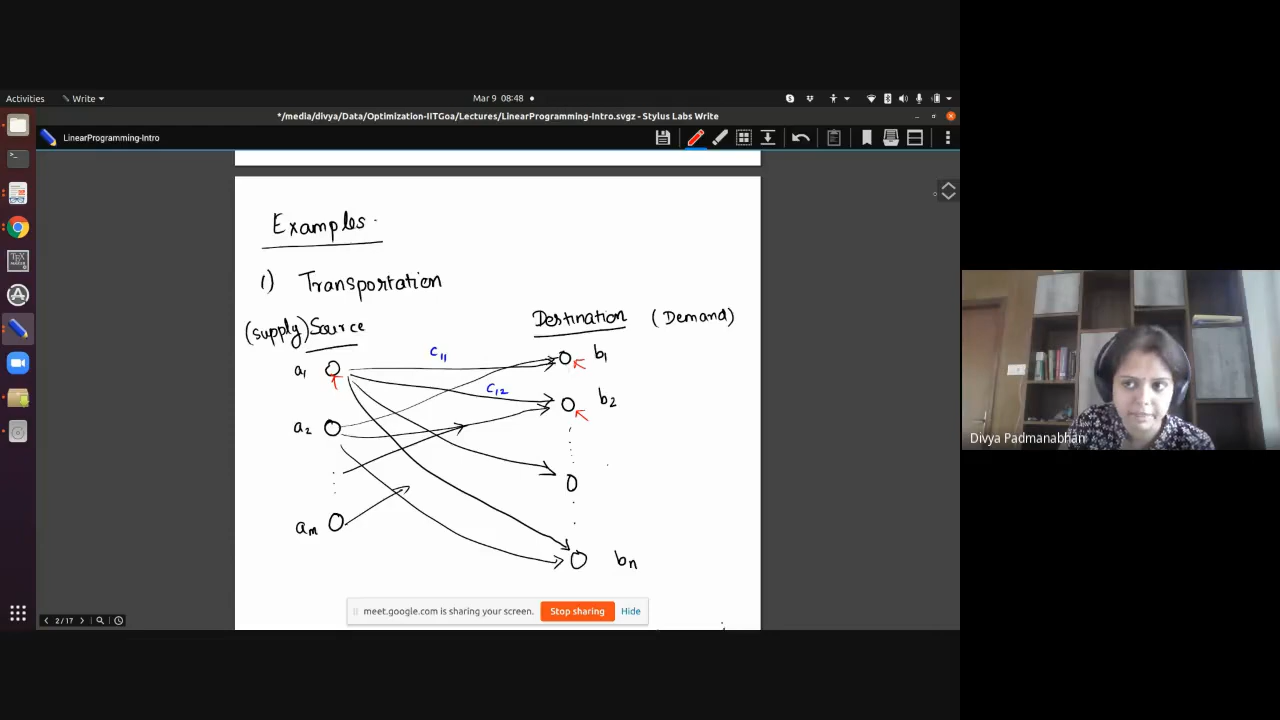 Activities
Write
Mar 9 08:48
*/media/divya/Data/Optimization-IITGoa/Lectures/LinearProgramming-Intro.svgz - Stylus Labs Write
LinearProgramming-Intro
Examples.
1) Transportation
(supply) Source
Destination (Demand)
a1
c11
b1
c12
b2
a2
am
bn
meet.google.com is sharing your screen.
Stop sharing
Hide
2/17
Divya Padmanabhan